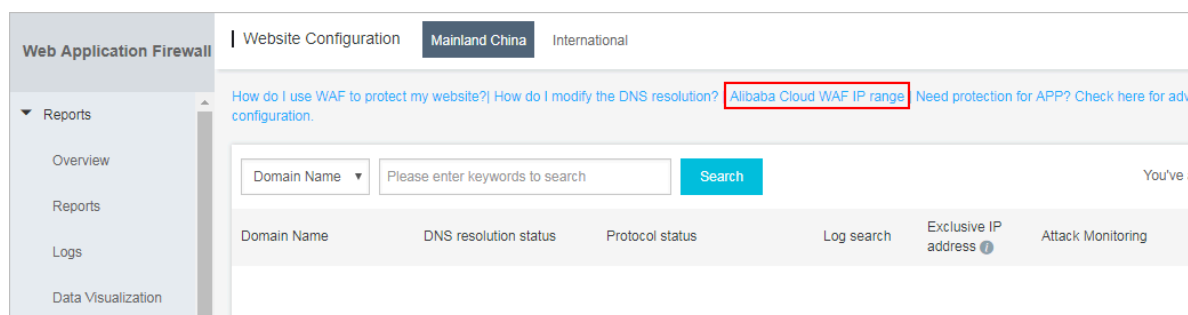 Web Application Firewall
Website Configuration Mainland China International
How do I use WAF to protect my website?| How do I modify the DNS resolution? | Alibaba Cloud WAF IP range | Need protection for APP? Check here for
configuration.
Reports
Overview
Reports
Logs
Data Visualization
Domain Name Please enter keywords to search Search You've
Domain Name DNS resolution status Protocol status Log search Exclusive IP address Attack Monitoring